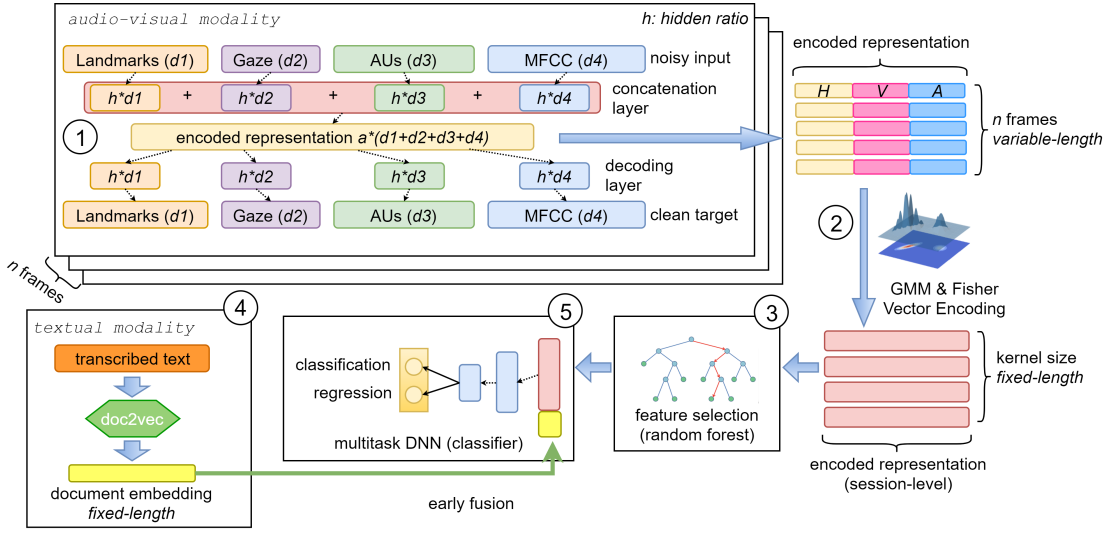 audio-visual modality
h: hidden ratio
Landmarks (d1)
Gaze (d2)
AUs (d3)
MFCC (d4)
noisy input
h*d1
+
h*d2
+
h*d3
+
h*d4
concatenation
layer
1
encoded representation a*(d1+d2+d3+d4)
h*d1
h*d2
h*d3
h*d4
decoding
layer
Landmarks (d1)
Gaze (d2)
AUs (d3)
MFCC (d4)
clean target
n frames
encoded representation
H
V
A
n frames
variable-length
2
GMM & Fisher
Vector Encoding
kernel size
fixed-length
encoded representation
(session-level)
3
feature selection
(random forest)
5
classification
regression
multitask DNN (classifier)
4
textual modality
transcribed text
doc2vec
document embedding
fixed-length
early fusion